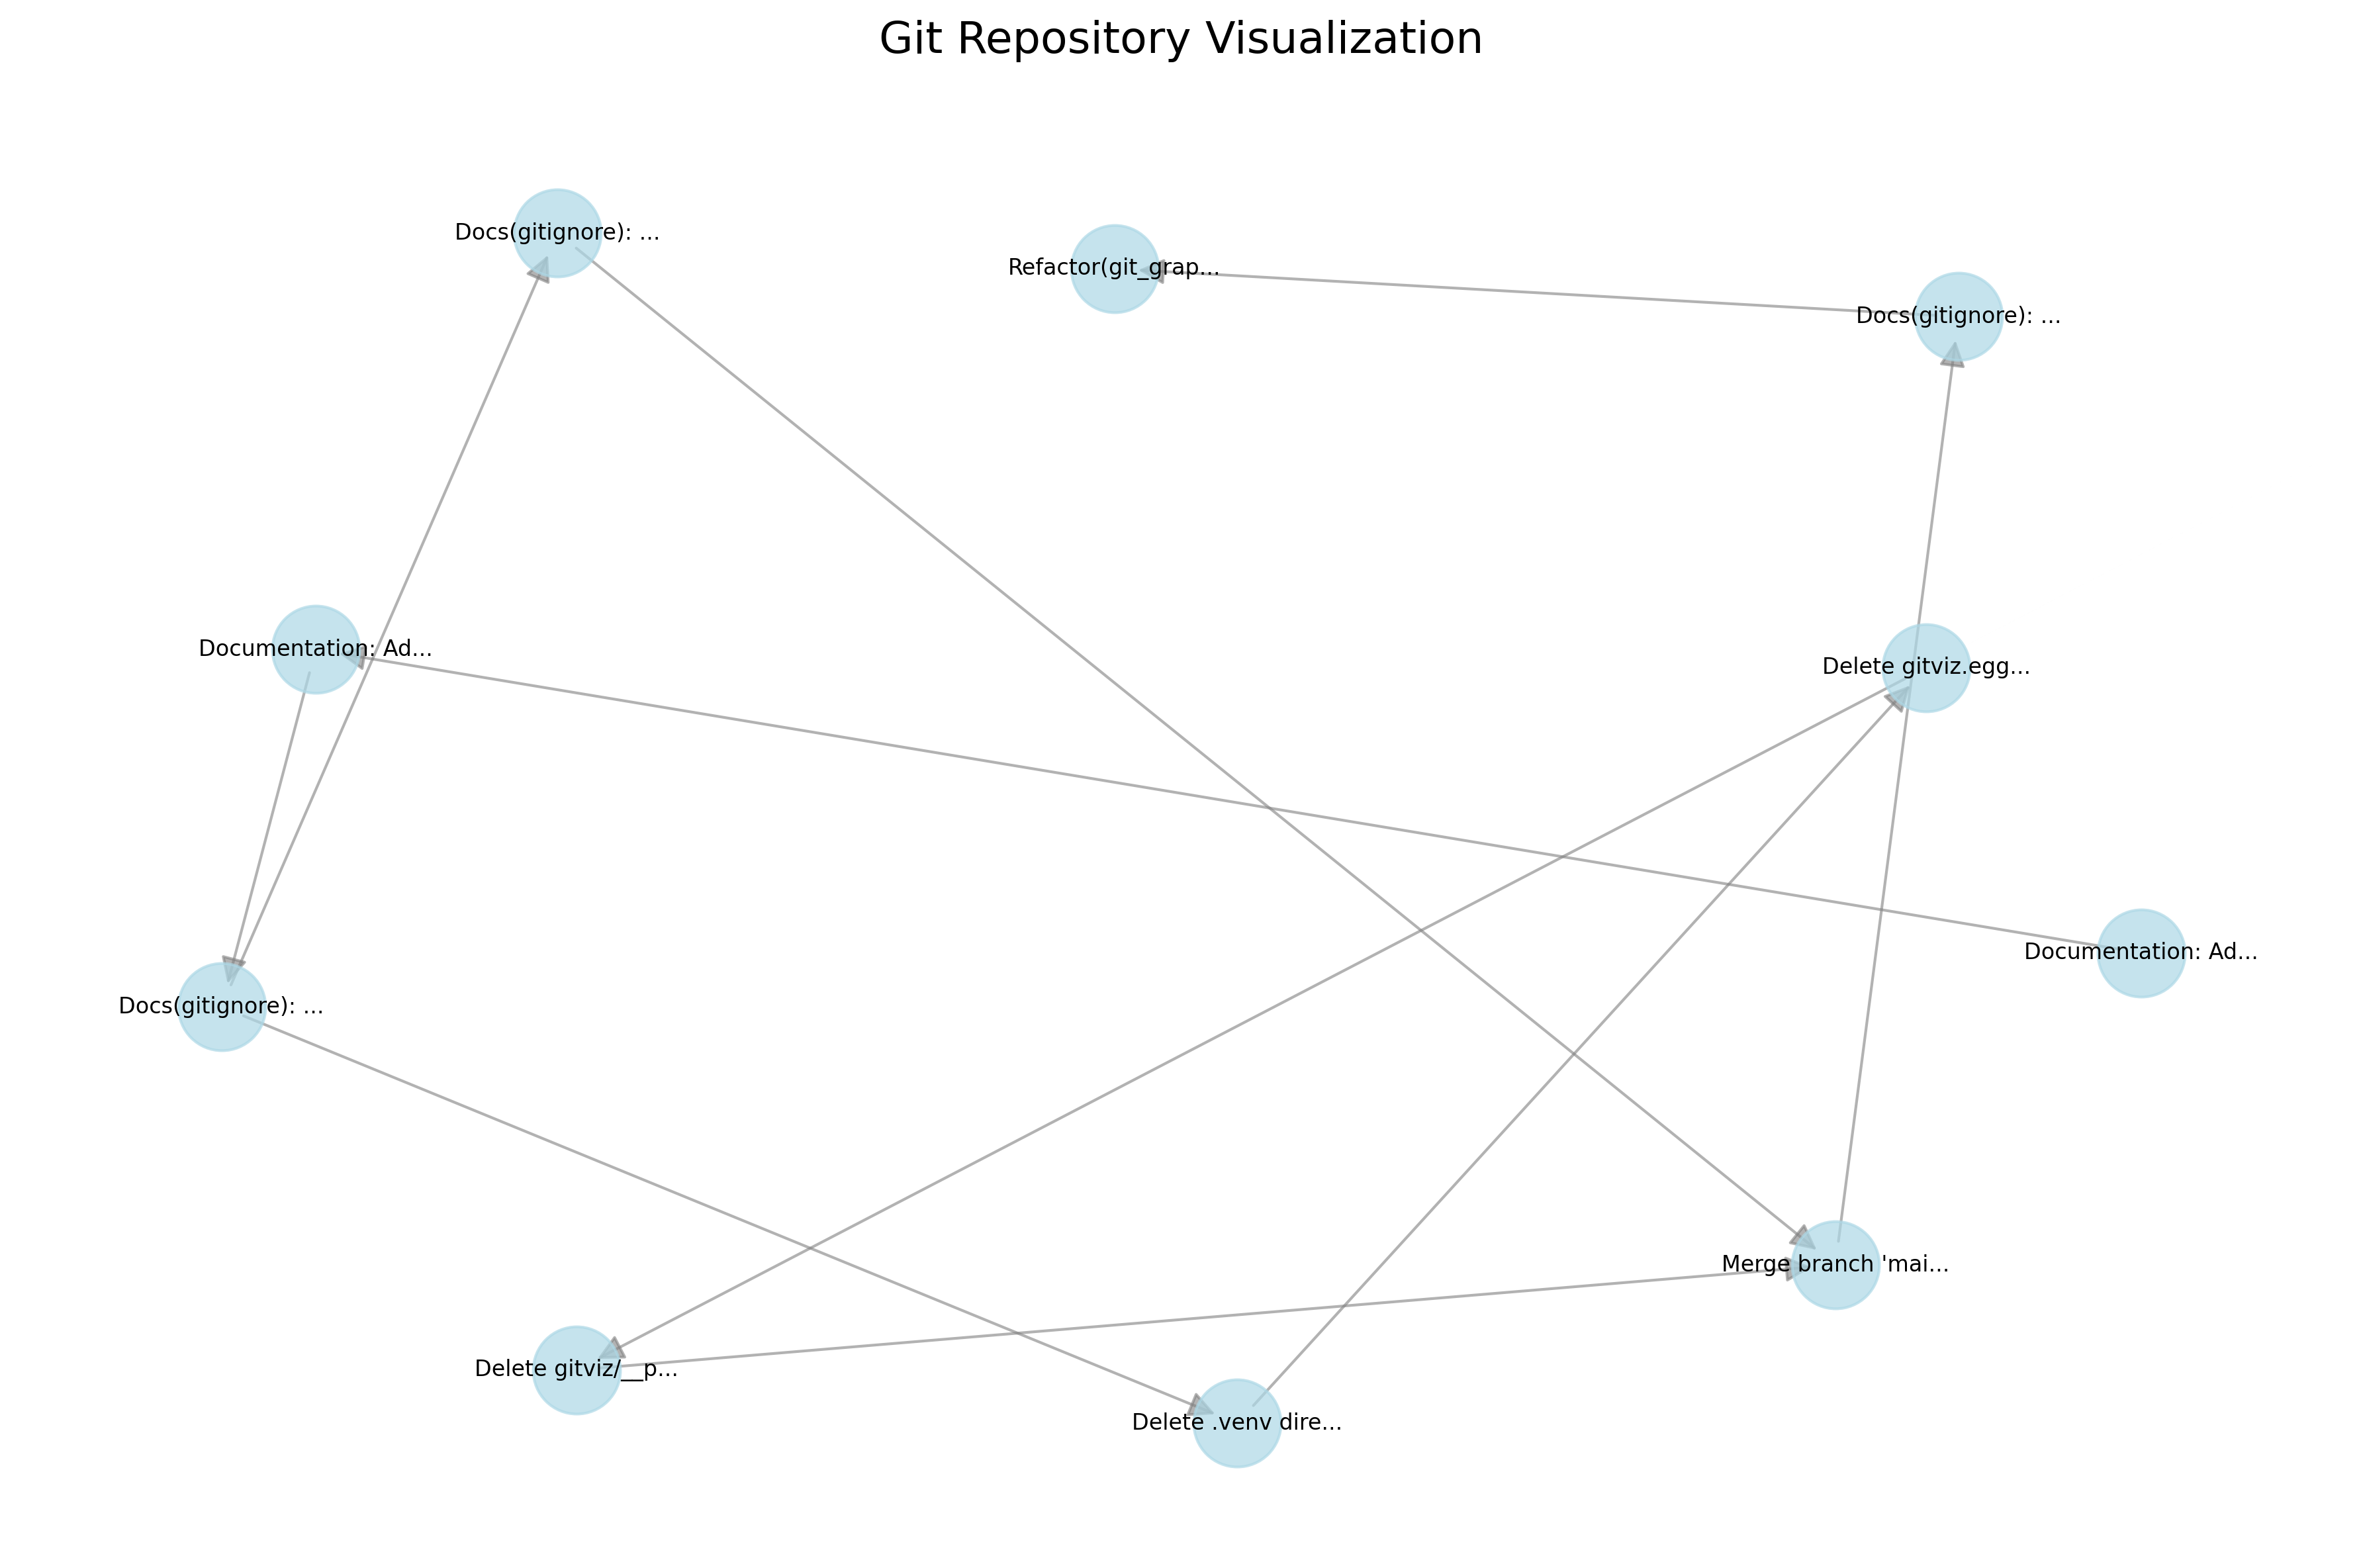 Git Repository Visualization
Docs(gitignore): ...
Refactor(git_grap...
Docs(gitignore): ...
Documentation: Ad...
Delete gitviz.egg...
Documentation: Ad...
Docs(gitignore): ...
Merge branch 'mai...
Delete gitviz/__p...
Delete .venv dire...